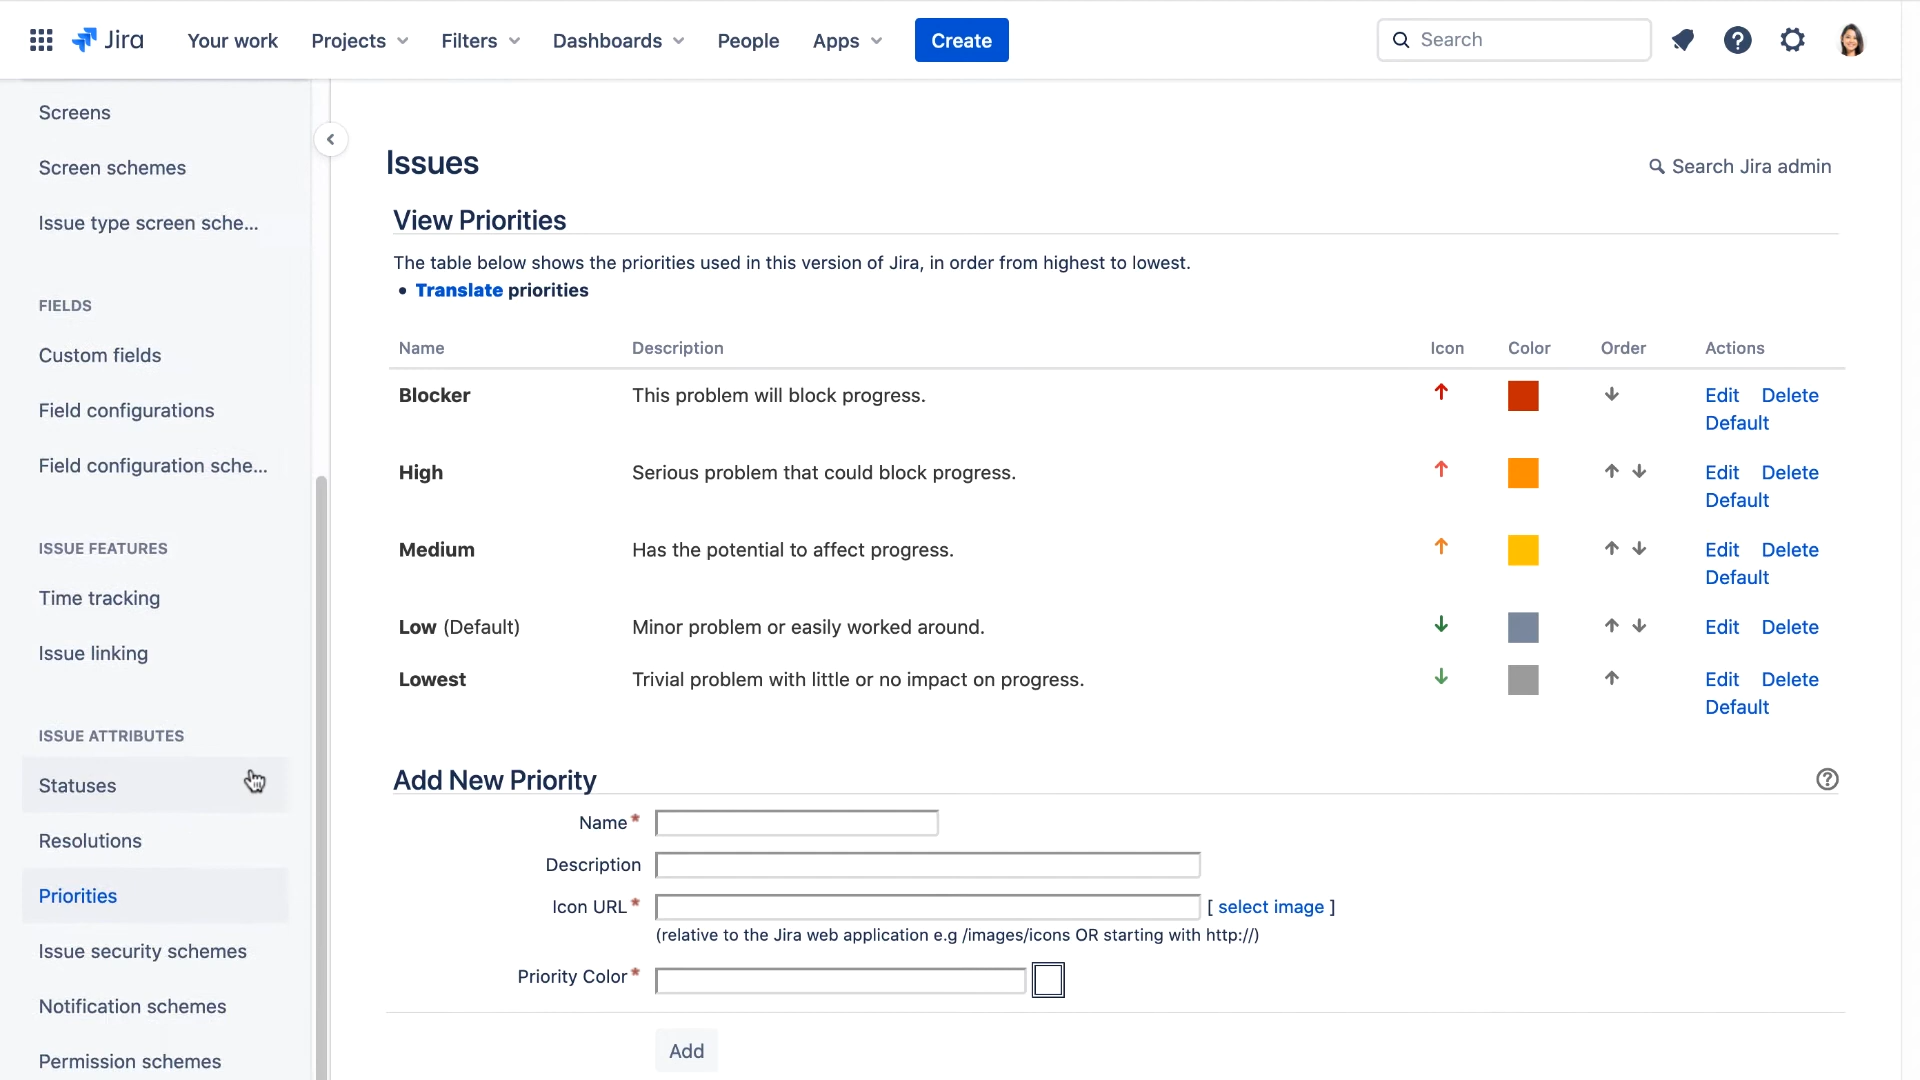 Jira
Your work
Projects
Filters
Dashboards
People
Apps
Create
Search
Screens
Screen schemes
Issue type screen sche...
FIELDS
Custom fields
Field configurations
Field configuration sche...
ISSUE FEATURES
Time tracking
Issue linking
ISSUE ATTRIBUTES
Statuses
Resolutions
Priorities
Issue security schemes
Notification schemes
Permission schemes
Issues
Search Jira admin
View Priorities
The table below shows the priorities used in this version of Jira, in order from highest to lowest.
• Translate priorities
Name Description Icon Color Order Actions
Blocker This problem will block progress. Edit Delete
Default
High Serious problem that could block progress. Edit Delete
Default
Medium Has the potential to affect progress. Edit Delete
Default
Low (Default) Minor problem or easily worked around. Edit Delete
Lowest Trivial problem with little or no impact on progress. Edit Delete
Default
Add New Priority
Name*
Description
Icon URL* [ select image ]
(relative to the Jira web application e.g /images/icons OR starting with http://)
Priority Color*
Add